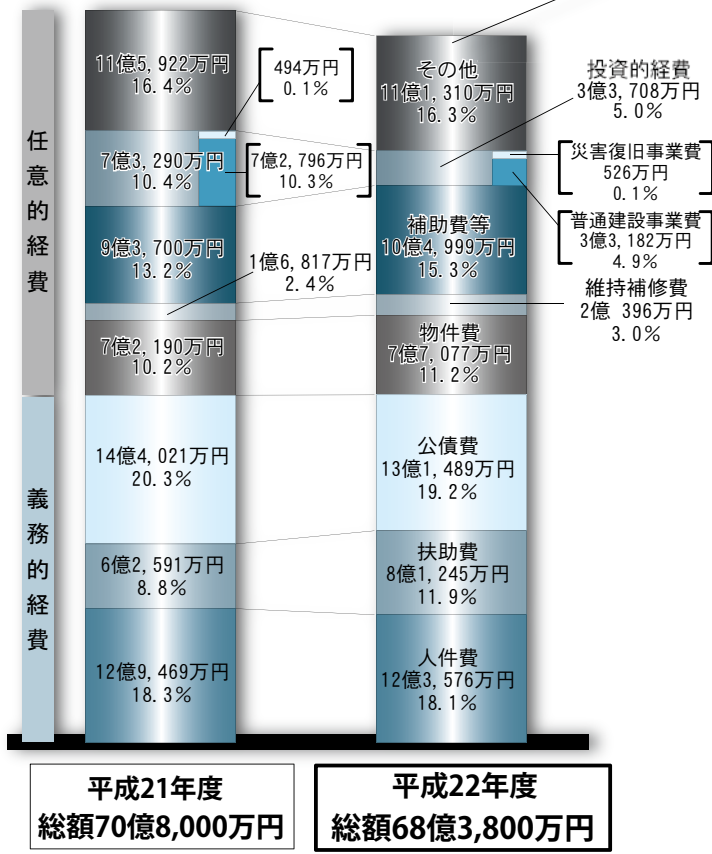 任意的経費
義務的経費
11億5,922万円
16.4%
494万円
0.1%
7億3,290万円
10.4%
7億2,796万円
10.3%
9億3,700万円
13.2%
1億6,817万円
2.4%
7億2,190万円
10.2%
14億4,021万円
20.3%
6億2,591万円
8.8%
12億9,469万円
18.3%
平成21年度
総額70億8,000万円
その他
11億1,310万円
16.3%
投資的経費
3億3,708万円
5.0%
災害復旧事業費
526万円
0.1%
普通建設事業費
3億3,182万円
4.9%
補助費等
10億4,999万円
15.3%
維持補修費
2億 396万円
3.0%
物件費
7億7,077万円
11.2%
公債費
13億1,489万円
19.2%
扶助費
8億1,245万円
11.9%
人件費
12億3,576万円
18.1%
平成22年度
総額68億3,800万円